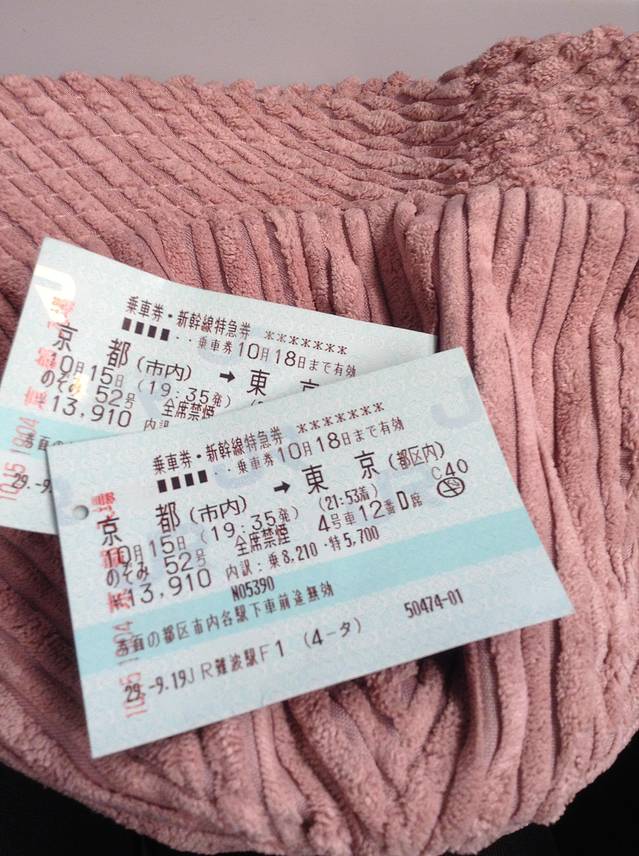 乗車券・新幹線特急券 ********
・・乗車券10月18日まで有効
京 都(市内) → 東 京
10月15日 (19:35発)
のぞみ 52号 全席禁煙
¥13,910 内訳
29.-9.
乗車券・新幹線特急券 ********
・・乗車券10月18日まで有効
京 都(市内) → 東 京(都区内)
10月15日 (19:35発) (21:53着) C40
のぞみ 52号 全席禁煙 4号車12番D席
¥13,910 内訳:乗8,210・特5,700
N05390
表面の都区市内各駅下車前途無効
29.-9.19JR難波駅F1 (4-タ) 50474-01